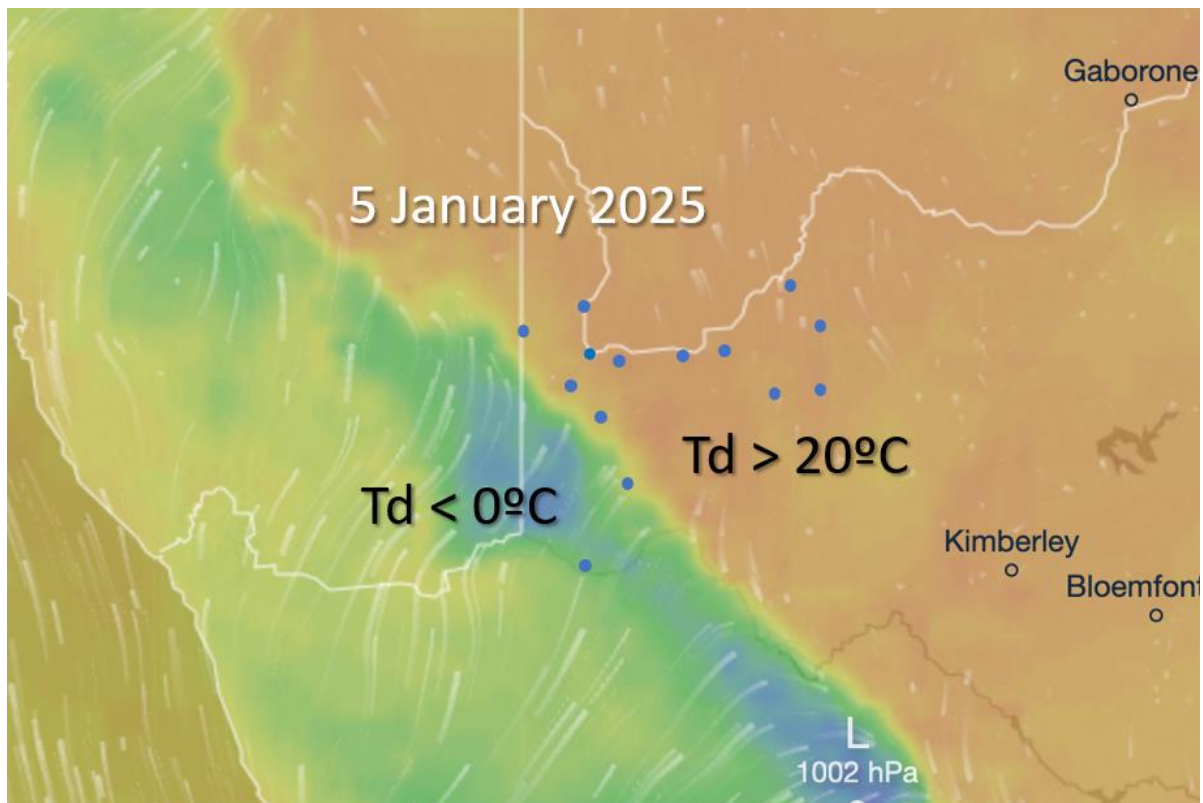 Gaborone
5 January 2025
Td > 20ºC
Td < 0ºC
Kimberley
Bloemfont
L
1002 hPa